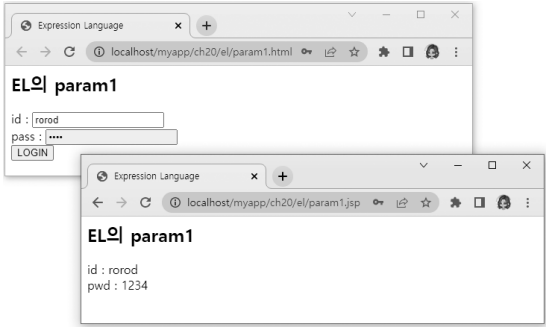 Expression Language
localhost/myapp/ch20/el/param1.html
EL의 param1
id : rorod
pass : ••••
LOGIN
Expression Language
localhost/myapp/ch20/el/param1.jsp
EL의 param1
id : rorod
pwd : 1234